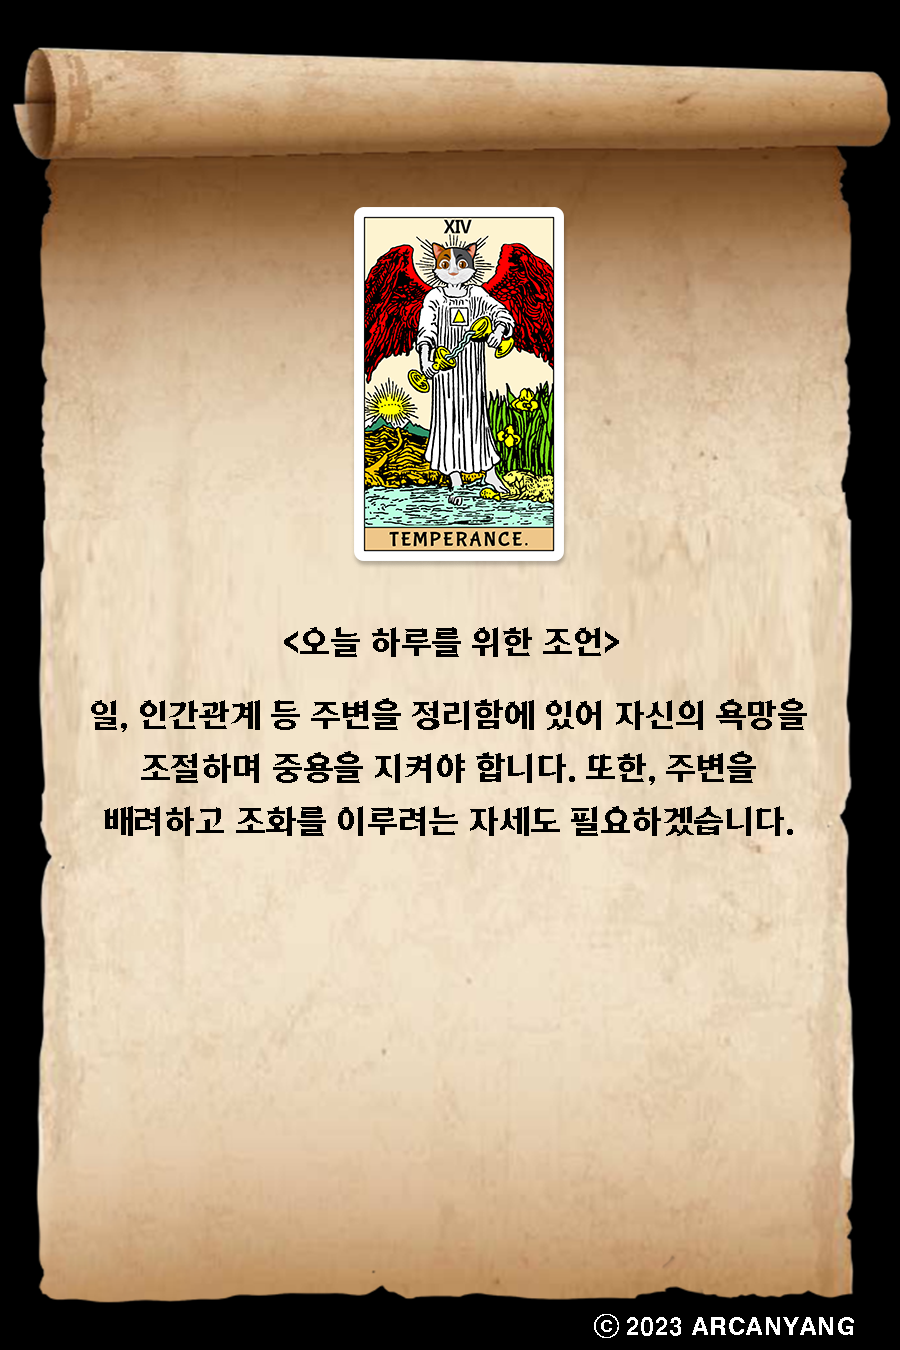 XIV
TEMPERANCE.
<오늘 하루를 위한 조언>
일, 인간관계 등 주변을 정리함에 있어 자신의 욕망을
조절하며 중용을 지켜야 합니다. 또한, 주변을
배려하고 조화를 이루려는 자세도 필요하겠습니다.
ⓒ 2023 ARCANYANG